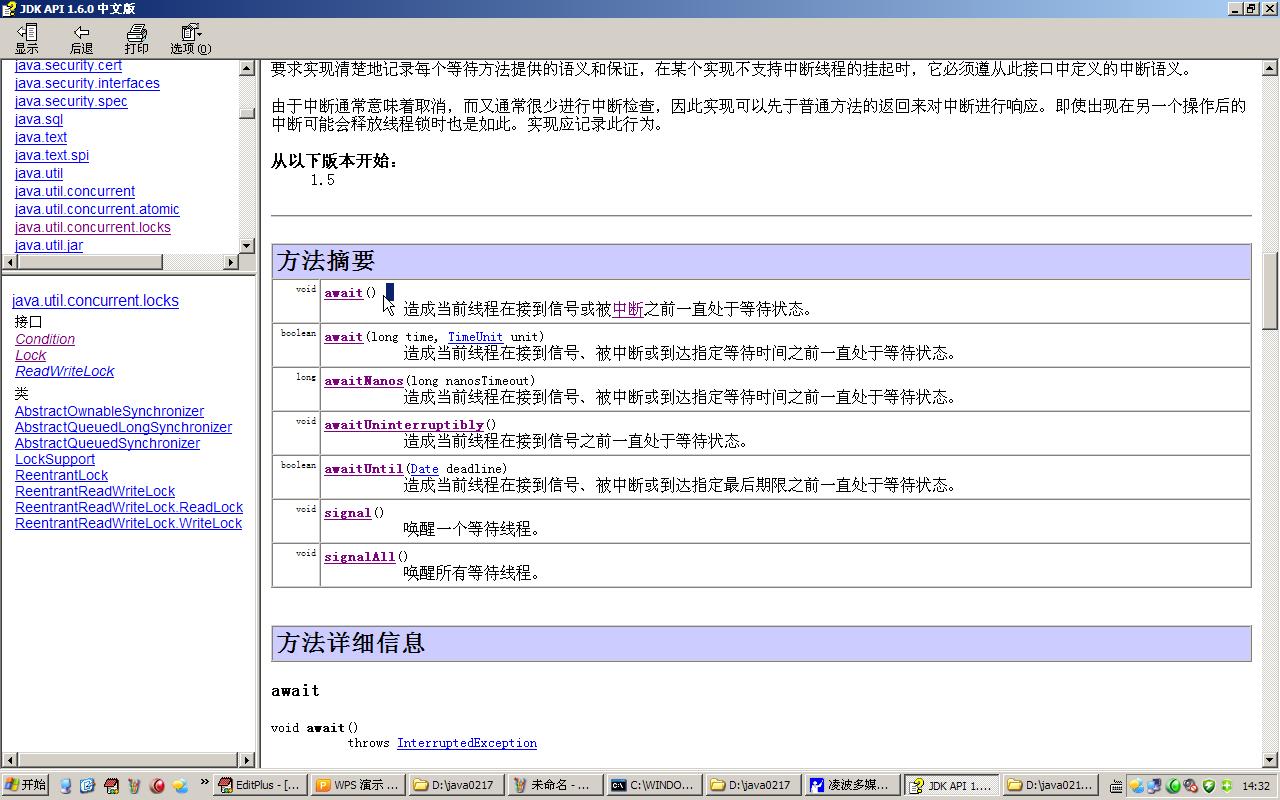 JDK API 1.6.0 中文版
显示 后退 打印 选项(O)
java.security.cert
java.security.interfaces
java.security.spec
java.sql
java.text
java.text.spi
java.util
java.util.concurrent
java.util.concurrent.atomic
java.util.concurrent.locks
java.util.jar
java.util.concurrent.locks
接口
Condition
Lock
ReadWriteLock
类
AbstractOwnableSynchronizer
AbstractQueuedLongSynchronizer
AbstractQueuedSynchronizer
LockSupport
ReentrantLock
ReentrantReadWriteLock
ReentrantReadWriteLock.ReadLock
ReentrantReadWriteLock.WriteLock
要求实现清楚地记录每个等待方法提供的语义和保证，在某个实现不支持中断线程的挂起时，它必须遵从此接口中定义的中断语义。
由于中断通常意味着取消，而又通常很少进行中断检查，因此实现可以先于普通方法的返回来对中断进行响应。即使出现在另一个操作后的
中断可能会释放线程锁时也是如此。实现应记录此行为。
从以下版本开始：
1.5
方法摘要
void await()
造成当前线程在接到信号或被中断之前一直处于等待状态。
boolean await(long time, TimeUnit unit)
造成当前线程在接到信号、被中断或到达指定等待时间之前一直处于等待状态。
long awaitNanos(long nanosTimeout)
造成当前线程在接到信号、被中断或到达指定等待时间之前一直处于等待状态。
void awaitUninterruptibly()
造成当前线程在接到信号之前一直处于等待状态。
boolean awaitUntil(Date deadline)
造成当前线程在接到信号、被中断或到达指定最后期限之前一直处于等待状态。
void signal()
唤醒一个等待线程。
void signalAll()
唤醒所有等待线程。
方法详细信息
await
void await()
throws InterruptedException
开始 » EditPlus - [... WPS 演示 ... D:\java0217 未命名 - ... C:\WINDO... D:\java0217 凌波多媒... JDK API 1.... D:\java021... 14:32